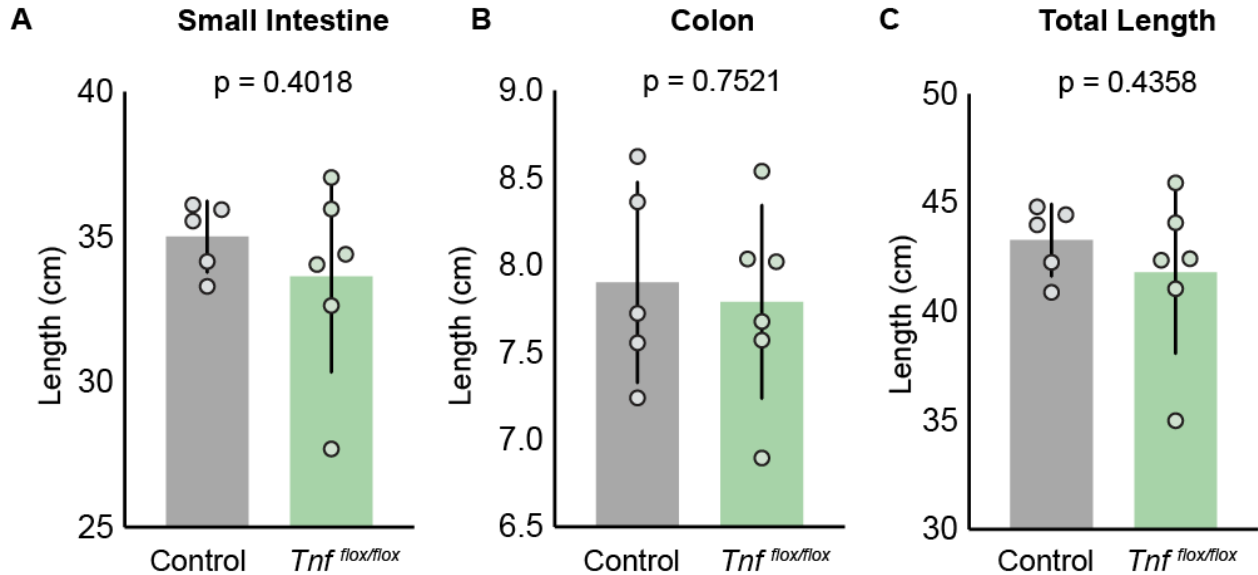 A Small Intestine
p = 0.4018
Length (cm)
40
35
30
25
Control Tnf flox/flox
B Colon
p = 0.7521
Length (cm)
9.0
8.5
8.0
7.5
7.0
6.5
Control Tnf flox/flox
C Total Length
p = 0.4358
Length (cm)
50
45
40
35
30
Control Tnf flox/flox